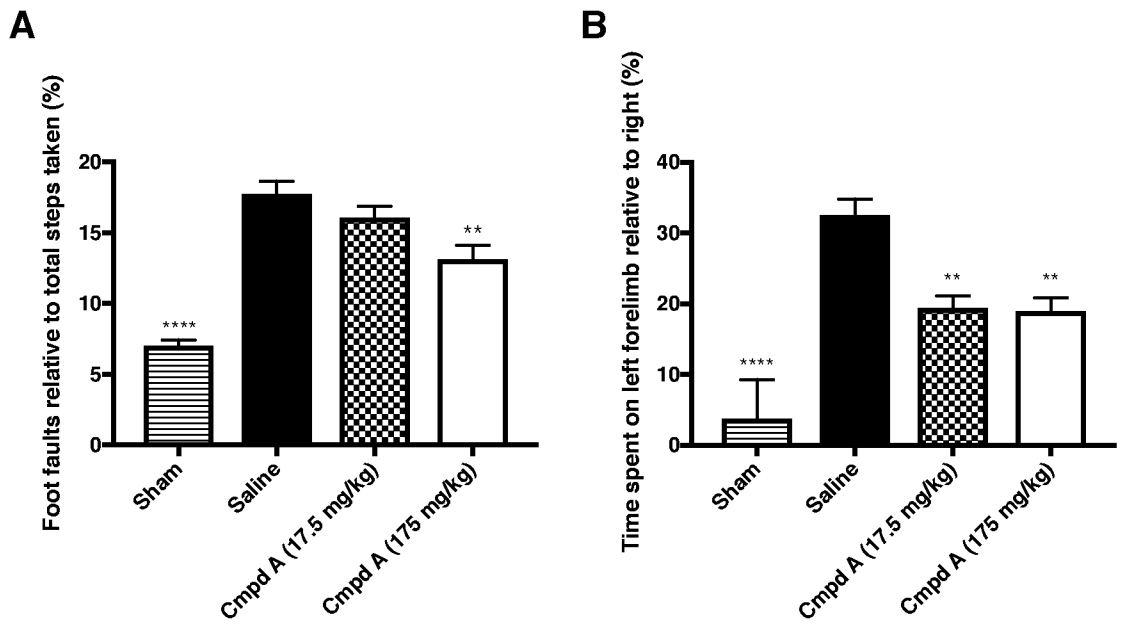 A
Foot faults relative to total steps taken (%)
20
15
10
5
0
****
**
Sham
Saline
Cmpd A (17.5 mg/kg)
Cmpd A (175 mg/kg)
B
Time spent on left forelimb relative to right (%)
40
30
20
10
0
****
**
**
Sham
Saline
Cmpd A (17.5 mg/kg)
Cmpd A (175 mg/kg)